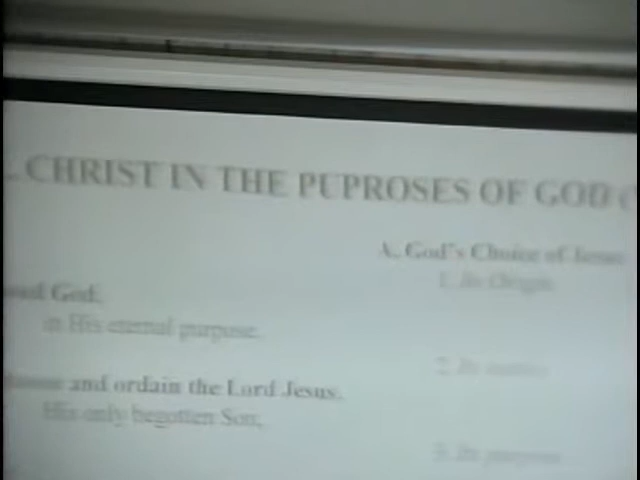 CHRIST IN THE PUPROSES OF GOD
A. God's Choice of Jesus
1. Its Origin
God.
in His eternal purpose.
2. Its
and ordain the Lord Jesus.
His only begotten Son,
3. Its purpose